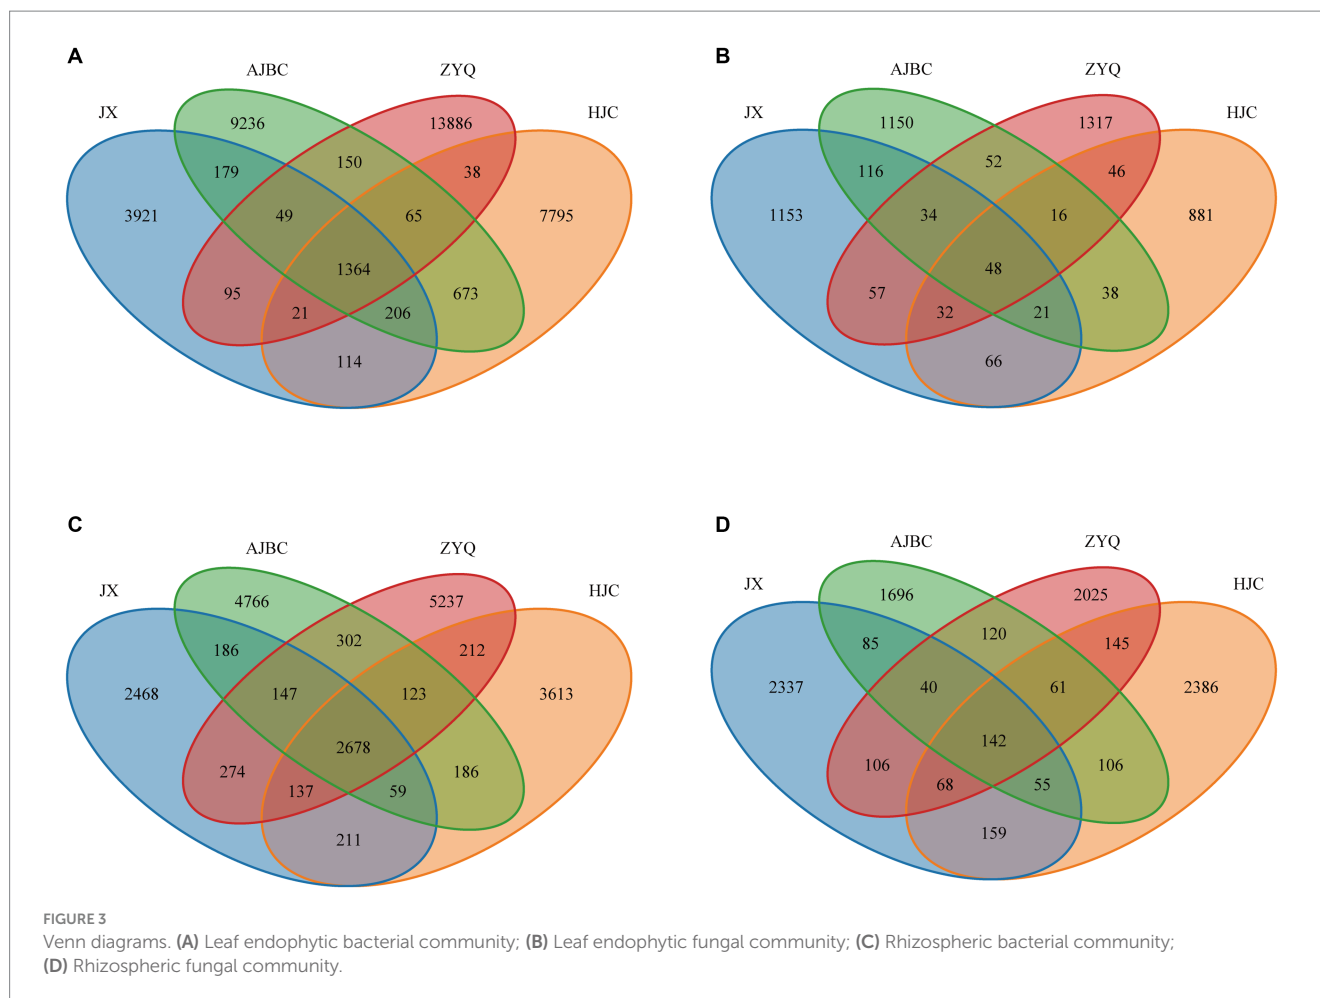 A
B
AJBC
ZYQ
AJBC
ZYQ
JX
HJC
JX
HJC
9236
13886
1150
1317
179
150
38
116
52
46
3921
49
65
7795
1153
34
16
881
1364
48
95
673
57
38
21
206
32
21
114
66
C
D
AJBC
ZYQ
AJBC
ZYQ
JX
HJC
JX
HJC
4766
5237
1696
2025
186
302
212
85
120
145
2468
147
123
3613
2337
40
61
2386
2678
142
274
186
106
106
137
59
68
55
211
159
FIGURE 3
Venn diagrams. (A) Leaf endophytic bacterial community; (B) Leaf endophytic fungal community; (C) Rhizospheric bacterial community;
(D) Rhizospheric fungal community.